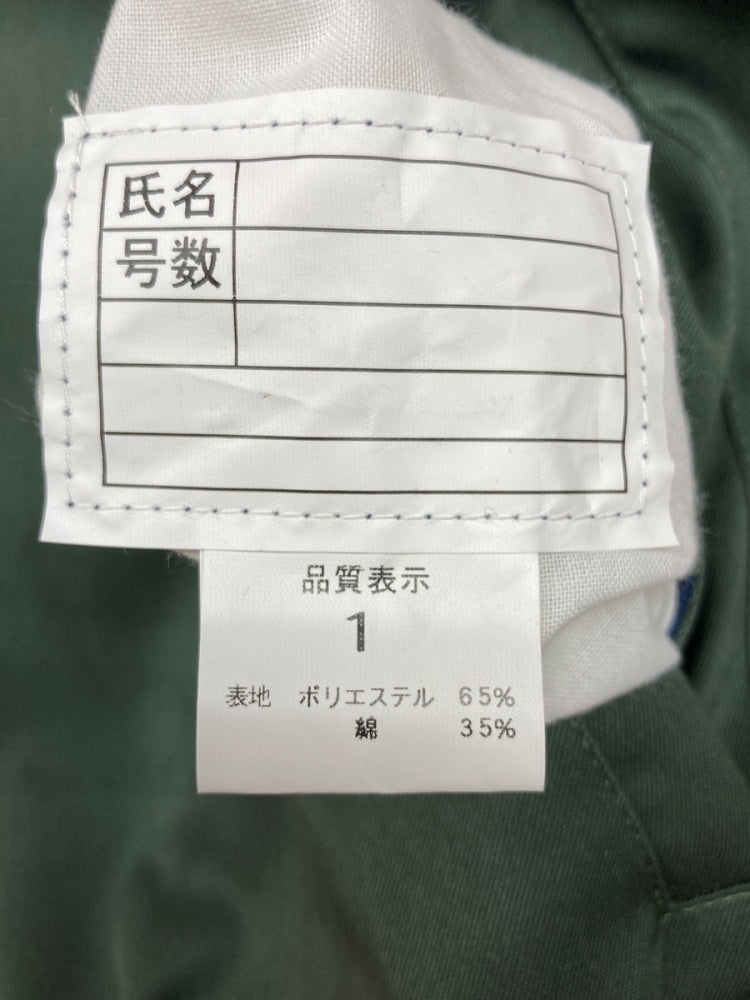 氏名
号数
品質表示
1
表地 ポリエステル 65%
綿 35%